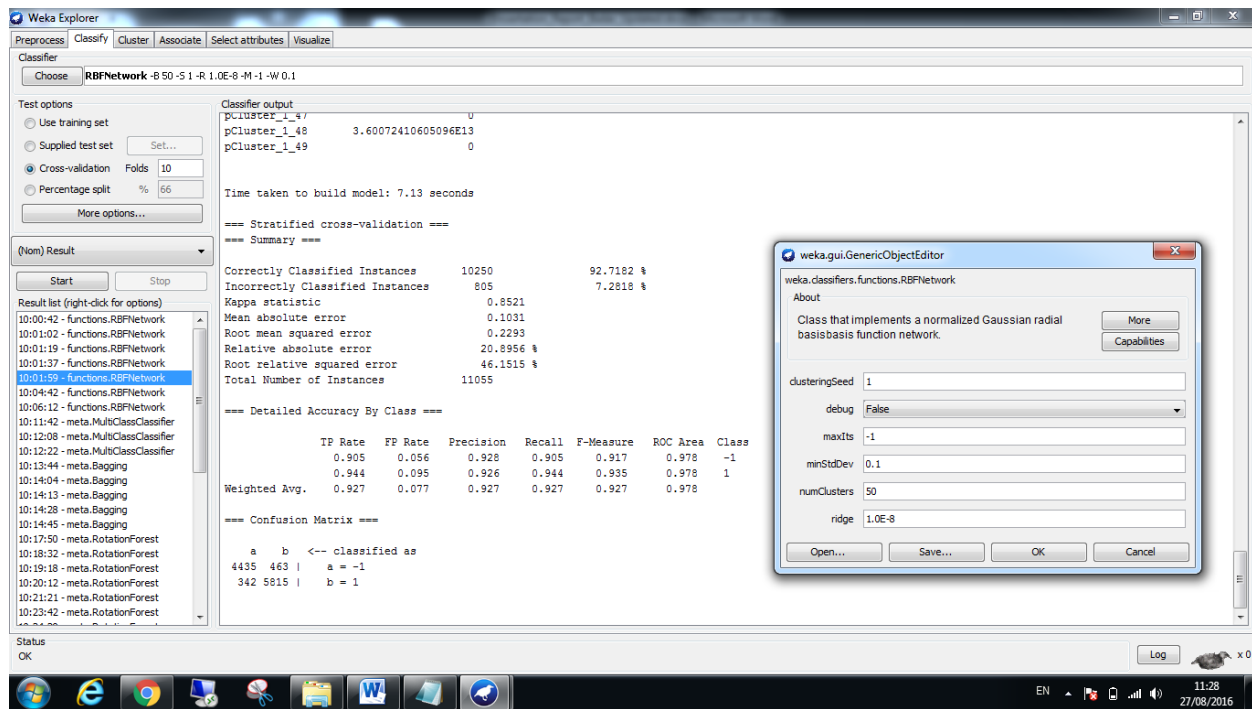 Weka Explorer
Preprocess Classify Cluster Associate Select attributes Visualize
Classifier
Choose RBFNetwork -B 50 -S 1 -R 1.0E-8 -M -1 -W 0.1
Test options
Use training set
Supplied test set Set...
Cross-validation Folds 10
Percentage split % 66
More options...
(Nom) Result
Start Stop
Result list (right-click for options)
10:00:42 - functions.RBFNetwork
10:01:02 - functions.RBFNetwork
10:01:19 - functions.RBFNetwork
10:01:37 - functions.RBFNetwork
10:01:59 - functions.RBFNetwork
10:04:42 - functions.RBFNetwork
10:06:12 - functions.RBFNetwork
10:11:42 - meta.MultiClassClassifier
10:12:08 - meta.MultiClassClassifier
10:12:22 - meta.MultiClassClassifier
10:13:44 - meta.Bagging
10:14:04 - meta.Bagging
10:14:13 - meta.Bagging
10:14:28 - meta.Bagging
10:14:45 - meta.Bagging
10:17:50 - meta.RotationForest
10:18:32 - meta.RotationForest
10:19:18 - meta.RotationForest
10:20:12 - meta.RotationForest
10:21:21 - meta.RotationForest
10:23:42 - meta.RotationForest
Classifier output
pCluster_1_47 0
pCluster_1_48 3.60072410605096E13
pCluster_1_49 0
Time taken to build model: 7.13 seconds
=== Stratified cross-validation ===
=== Summary ===
Correctly Classified Instances 10250 92.7182 %
Incorrectly Classified Instances 805 7.2818 %
Kappa statistic 0.8521
Mean absolute error 0.1031
Root mean squared error 0.2293
Relative absolute error 20.8956 %
Root relative squared error 46.1515 %
Total Number of Instances 11055
=== Detailed Accuracy By Class ===
TP Rate FP Rate Precision Recall F-Measure ROC Area Class
0.905 0.056 0.928 0.905 0.917 0.978 -1
0.944 0.095 0.926 0.944 0.935 0.978 1
Weighted Avg. 0.927 0.077 0.927 0.927 0.927 0.978
=== Confusion Matrix ===
a b <-- classified as
4435 463 | a = -1
342 5815 | b = 1
weka.gui.GenericObjectEditor
weka.classifiers.functions.RBFNetwork
About
Class that implements a normalized Gaussian radial
basisbasis function network.
More
Capabilities
clusteringSeed 1
debug False
maxIts -1
minStdDev 0.1
numClusters 50
ridge 1.0E-8
Open... Save... OK Cancel
Status
OK
Log x 0
EN 11:28
27/08/2016